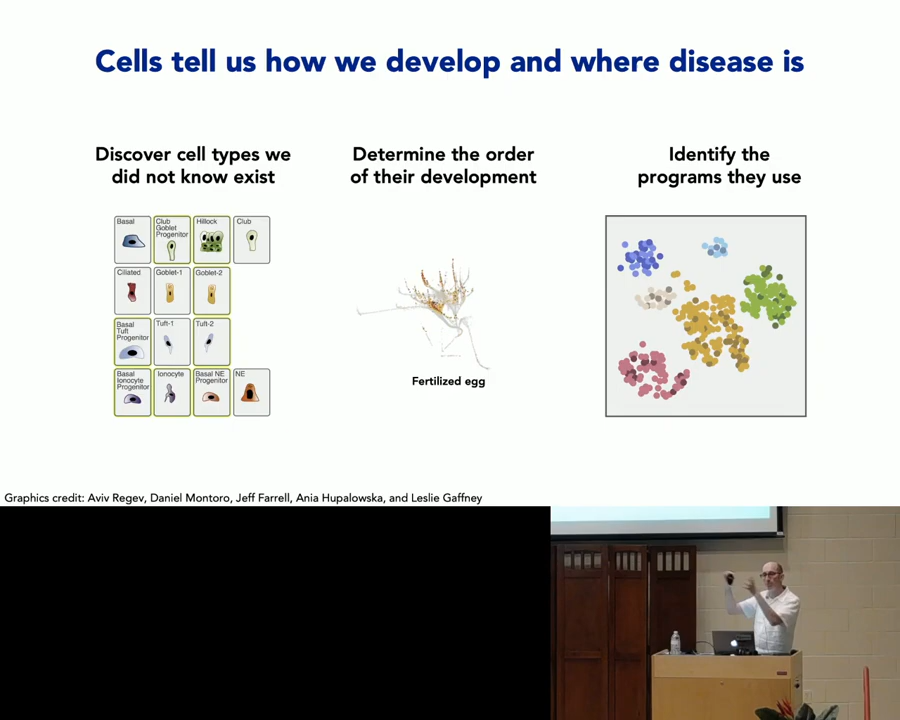 Cells tell us how we develop and where disease is
Discover cell types we
did not know exist
Determine the order
of their development
Identify the
programs they use
Basal
Club
Goblet
Progenitor
Hillock
Club
Ciliated
Goblet-1
Goblet-2
Basal
Tuft
Progenitor
Tuft-1
Tuft-2
Basal
Ionocyte
Progenitor
Ionocyte
Basal NE
Progenitor
NE
Fertilized egg
Graphics credit: Aviv Regev, Daniel Montoro, Jeff Farrell, Ania Hupalowska, and Leslie Gaffney